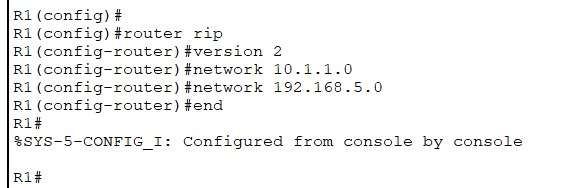 R1(config)#
R1(config)#router rip
R1(config-router)#version 2
R1(config-router)#network 10.1.1.0
R1(config-router)#network 192.168.5.0
R1(config-router)#end
R1#
%SYS-5-CONFIG_I: Configured from console by console
R1#